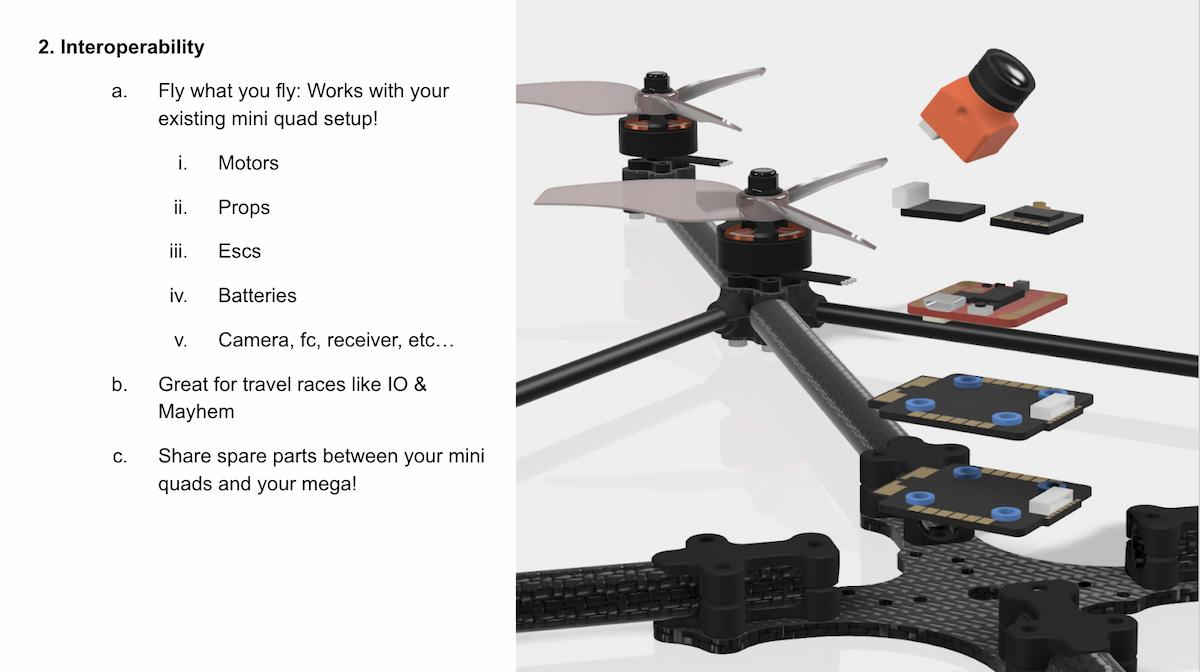 2. Interoperability
a. Fly what you fly: Works with your
existing mini quad setup!
i. Motors
ii. Props
iii. Escs
iv. Batteries
v. Camera, fc, receiver, etc…
b. Great for travel races like IO &
Mayhem
c. Share spare parts between your mini
quads and your mega!